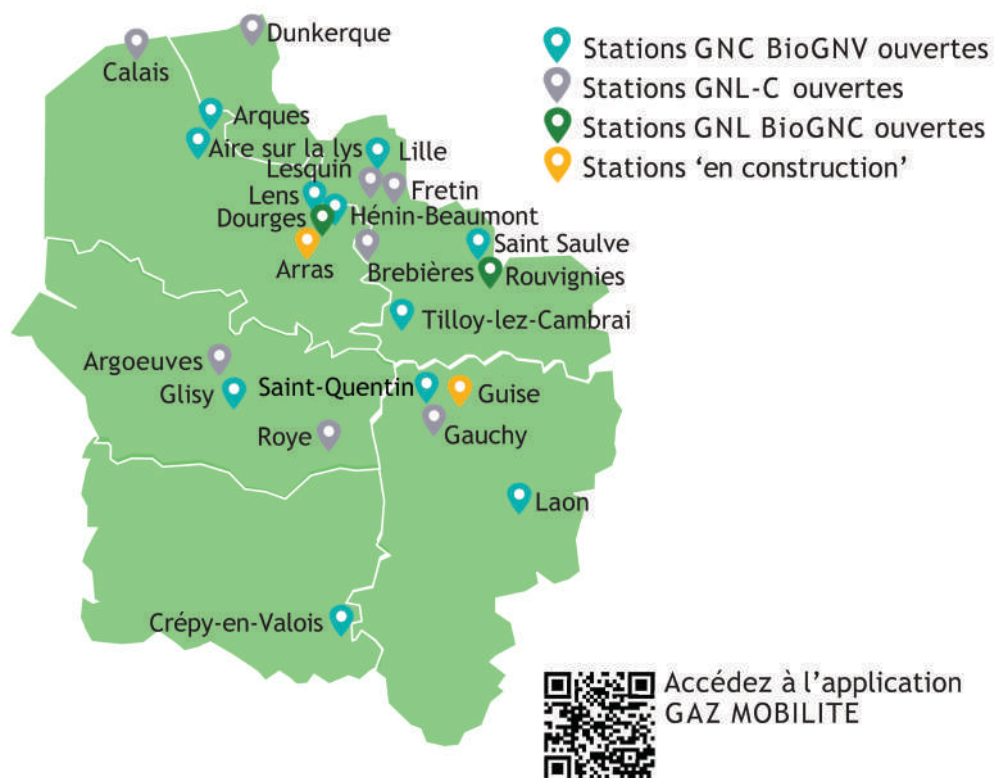 Dunkerque
Calais
Stations GNC BioGNV ouvertes
Stations GNL-C ouvertes
Stations GNL BioGNC ouvertes
Stations ‘en construction’
Arques
Aire sur la lys
Lille
Lesquin
Fretin
Lens
Hénin-Beaumont
Dourges
Arras
Saint Saulve
Brebières
Rouvignies
Tilloy-lez-Cambrai
Argoeuves
Glisy
Saint-Quentin
Guise
Roye
Gauchy
Laon
Crépy-en-Valois
Accédez à l’application
GAZ MOBILITE